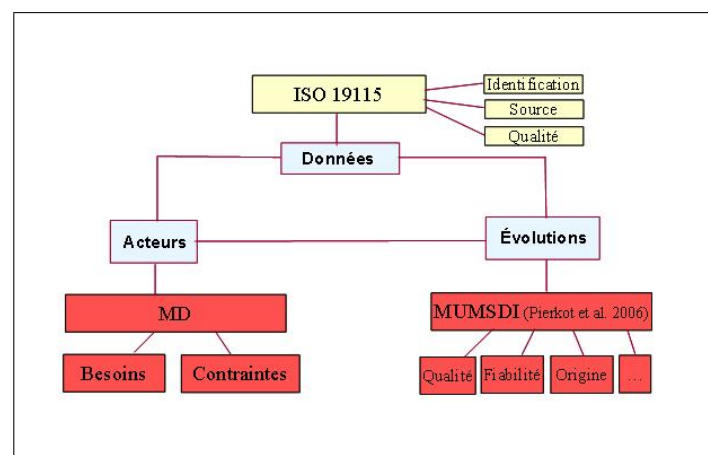 ISO 19115
Identification
Source
Qualité
Données
Acteurs
Évolutions
MD
MUMSDI (Pierkot et al. 2006)
Besoins
Contraintes
Qualité
Fiabilité
Origine
...